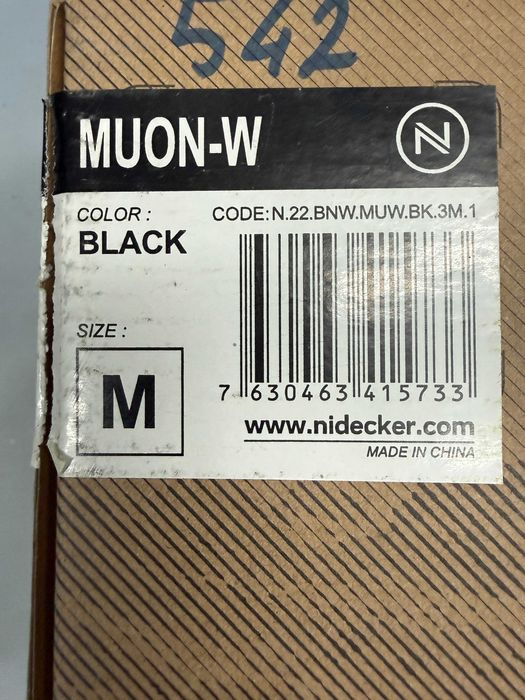 542
MUON-W
N
COLOR :
CODE:N.22.BNW.MUW.BK.3M.1
BLACK
SIZE :
M
7 630463 415733
www.nidecker.com
MADE IN CHINA